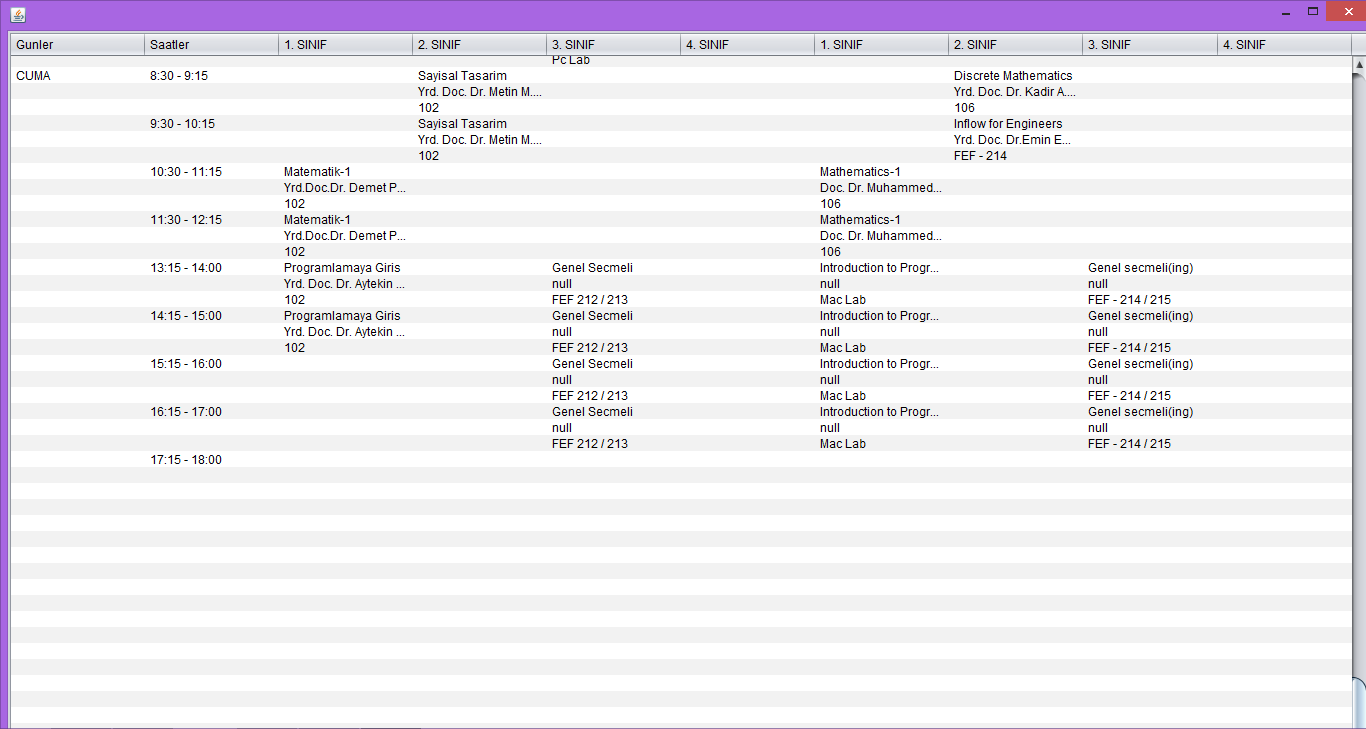 Gunler Saatler 1. SINIF 2. SINIF 3. SINIF 4. SINIF 1. SINIF 2. SINIF 3. SINIF 4. SINIF
Pc Lab
CUMA 8:30 - 9:15 Sayisal Tasarim Discrete Mathematics
Yrd. Doc. Dr. Metin M.... Yrd. Doc. Dr. Kadir A....
102 106
9:30 - 10:15 Sayisal Tasarim Inflow for Engineers
Yrd. Doc. Dr. Metin M.... Yrd. Doc. Dr.Emin E...
102 FEF - 214
10:30 - 11:15 Matematik-1 Mathematics-1
Yrd.Doc.Dr. Demet P... Doc. Dr. Muhammed...
102 106
11:30 - 12:15 Matematik-1 Mathematics-1
Yrd.Doc.Dr. Demet P... Doc. Dr. Muhammed...
102 106
13:15 - 14:00 Programlamaya Giris Genel Secmeli Introduction to Progr... Genel secmeli(ing)
Yrd. Doc. Dr. Aytekin ... null null null
102 FEF 212 / 213 Mac Lab FEF - 214 / 215
14:15 - 15:00 Programlamaya Giris Genel Secmeli Introduction to Progr... Genel secmeli(ing)
Yrd. Doc. Dr. Aytekin ... null null null
102 FEF 212 / 213 Mac Lab FEF - 214 / 215
15:15 - 16:00 Genel Secmeli Introduction to Progr... Genel secmeli(ing)
null null null
FEF 212 / 213 Mac Lab FEF - 214 / 215
16:15 - 17:00 Genel Secmeli Introduction to Progr... Genel secmeli(ing)
null null null
FEF 212 / 213 Mac Lab FEF - 214 / 215
17:15 - 18:00